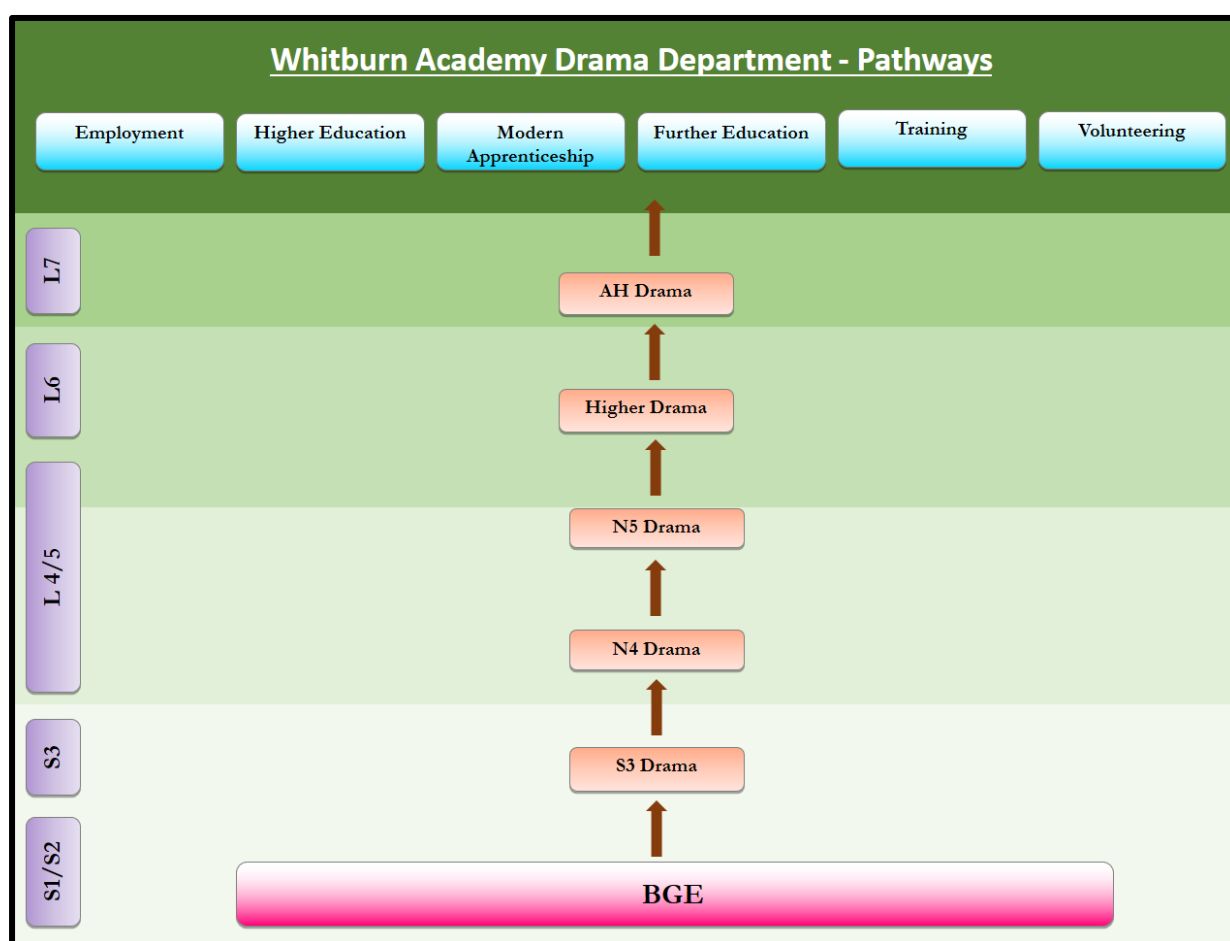 Whitburn Academy Drama Department - Pathways
Employment
Higher Education
Modern
Apprenticeship
Further Education
Training
Volunteering
L7
AH Drama
L6
Higher Drama
L 4/5
N5 Drama
N4 Drama
S3
S3 Drama
S1/S2
BGE